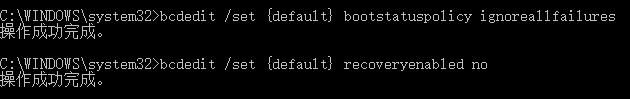 C:\WINDOWS\system32>bcdedit /set {default} bootstatuspolicy ignoreallfailures
操作成功完成。
C:\WINDOWS\system32>bcdedit /set {default} recoveryenabled no
操作成功完成。